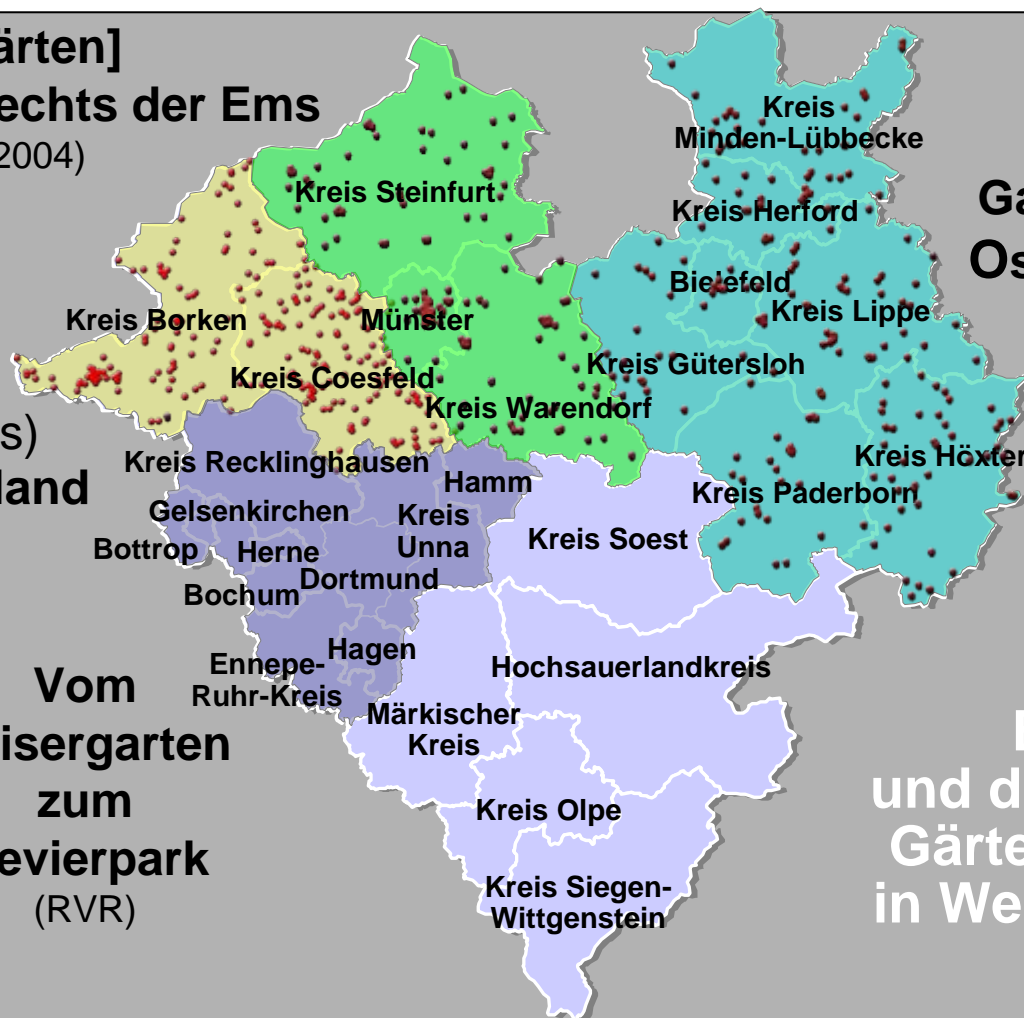 ärten]
echts der Ems
2004)
Kreis
Minden-Lübbecke
Kreis Steinfurt
Kreis Herford
Ga
Os
Bielefeld
Kreis Lippe
Kreis Borken
Münster
Kreis Gütersloh
Kreis Coesfeld
Kreis Warendorf
s)
land
Kreis Recklinghausen
Kreis Höxter
Hamm
Kreis Paderborn
Gelsenkirchen
Kreis
Unna
Kreis Soest
Bottrop
Herne
Dortmund
Bochum
Hagen
Ennepe-
Ruhr-Kreis
Hochsauerlandkreis
Märkischer
Kreis
Vom
isergarten
zum
evierpark
(RVR)
und d
Gärte
in We
Kreis Olpe
Kreis Siegen-
Wittgenstein